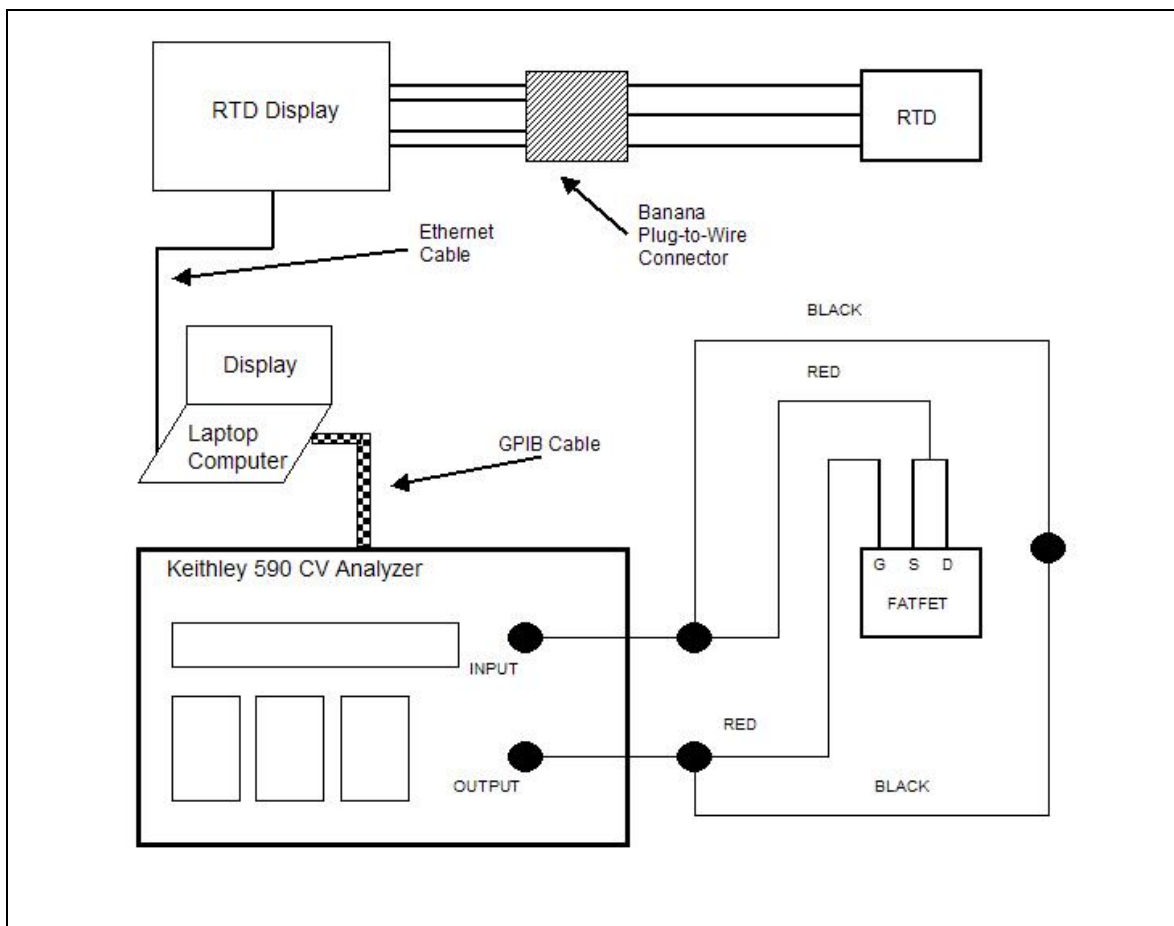 RTD Display
RTD
Banana
Plug-to-Wire
Connector
Ethernet
Cable
BLACK
RED
Display
Laptop
Computer
GPIB Cable
Keithley 590 CV Analyzer
G S D
FATFET
INPUT
RED
OUTPUT
BLACK